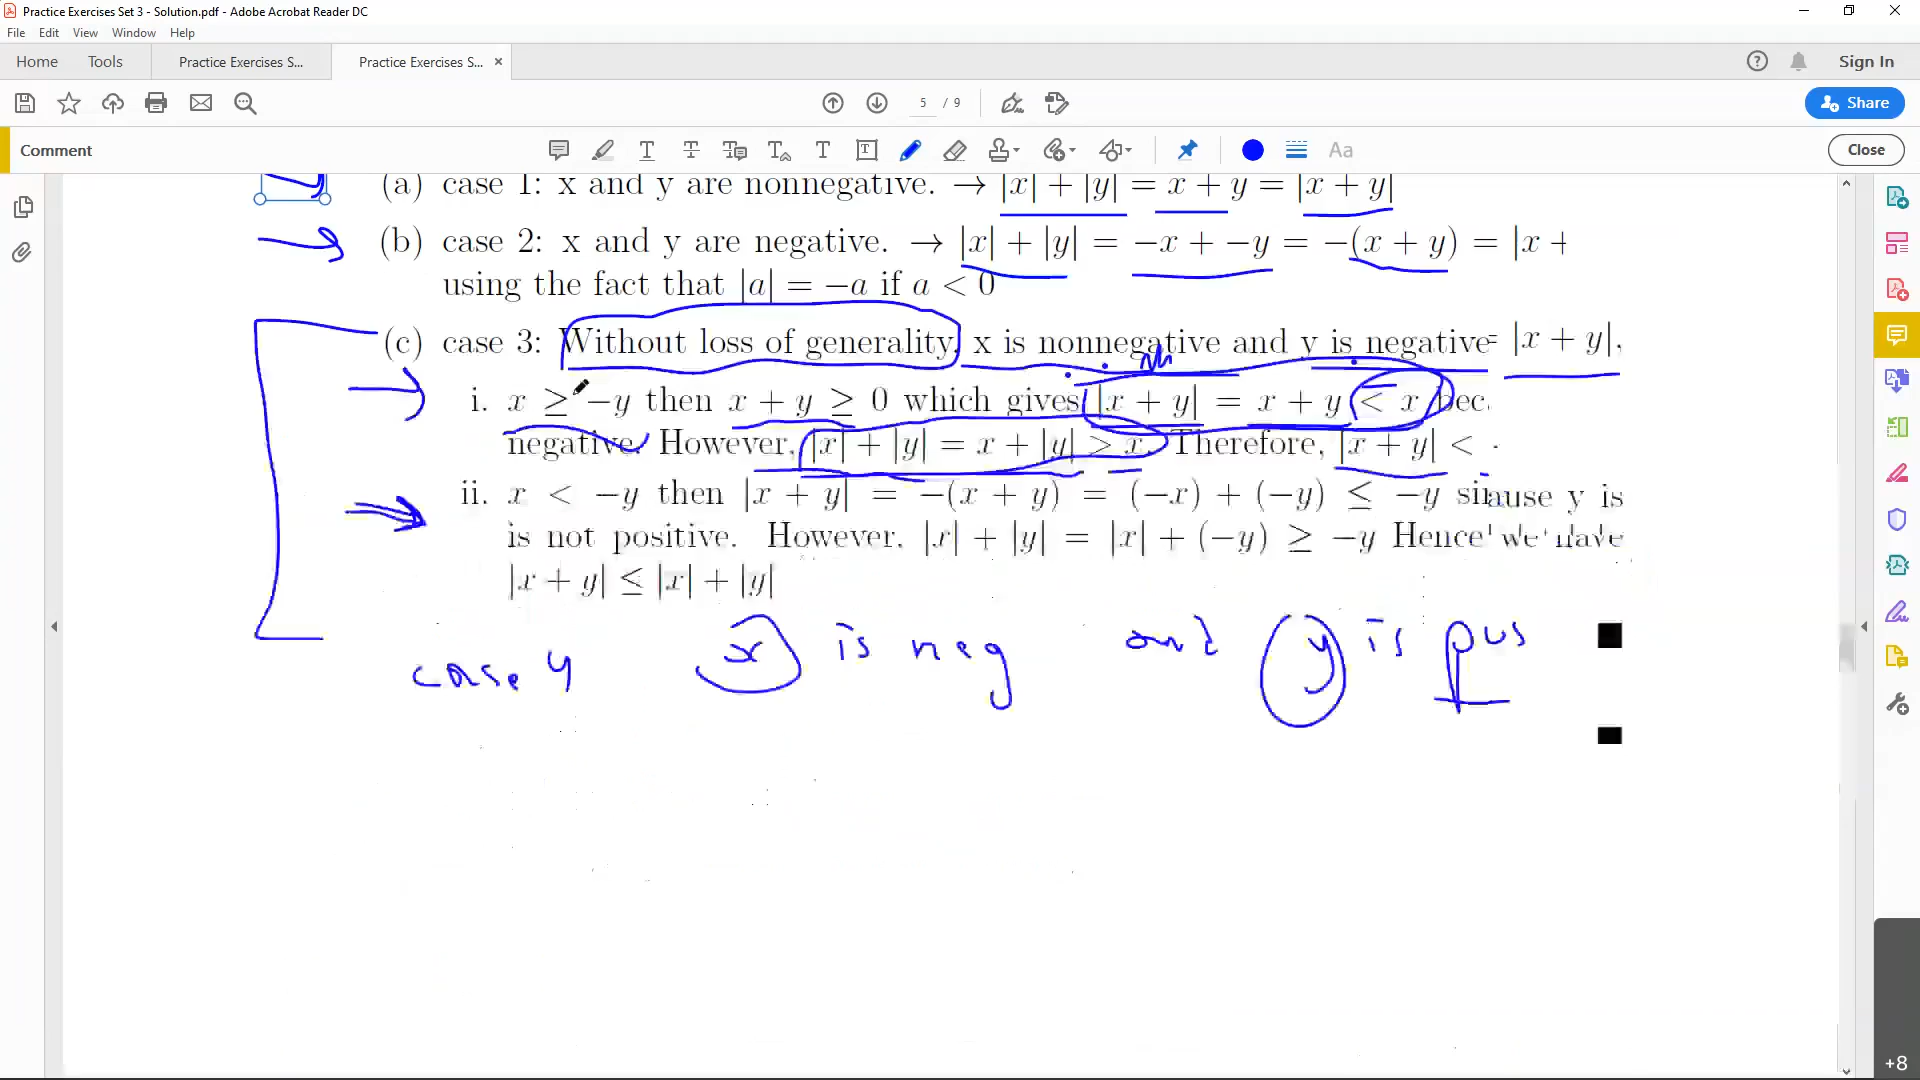 Practice Exercises Set 3 - Solution.pdf - Adobe Acrobat Reader DC
File Edit View Window Help
Home Tools Practice Exercises S... Practice Exercises S... × Sign In
5 / 9 Share
Comment Aa Close
(a) case 1: x and y are nonnegative. → |x| + |y| = x + y = |x + y|
(b) case 2: x and y are negative. → |x| + |y| = −x + −y = −(x + y) = |x +
using the fact that |a| = −a if a < 0
(c) case 3: Without loss of generality, x is nonnegative and y is negative = |x + y|,
i. x ≥ −y then x + y ≥ 0 which gives |x + y| = x + y < x bec
negative. However, |x| + |y| = x + |y| > x. Therefore, |x + y| <
ii. x < −y then |x + y| = −(x + y) = (−x) + (−y) ≤ −y sin ause y is
is not positive. However, |x| + |y| = |x| + (−y) ≥ −y Hence we have
|x + y| ≤ |x| + |y|
case 4 x is neg and y is pus
+8